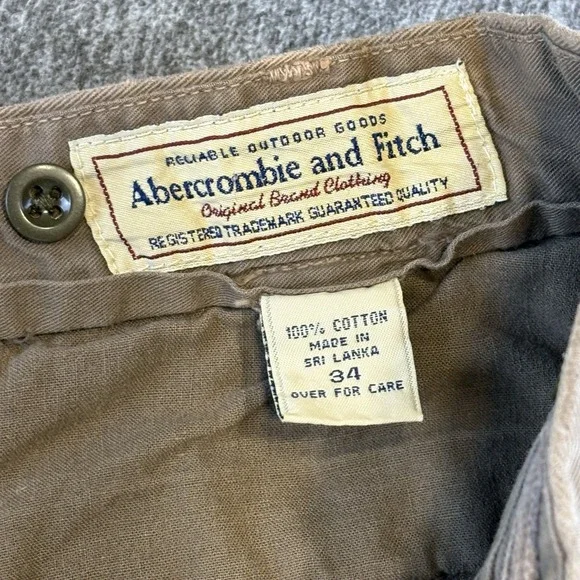 RELIABLE OUTDOOR GOODS
Abercrombie and Fitch
Original Brand Clothing
REGISTERED TRADEMARK GUARANTEED QUALITY
100% COTTON
MADE IN
SRI LANKA
34
OVER FOR CARE